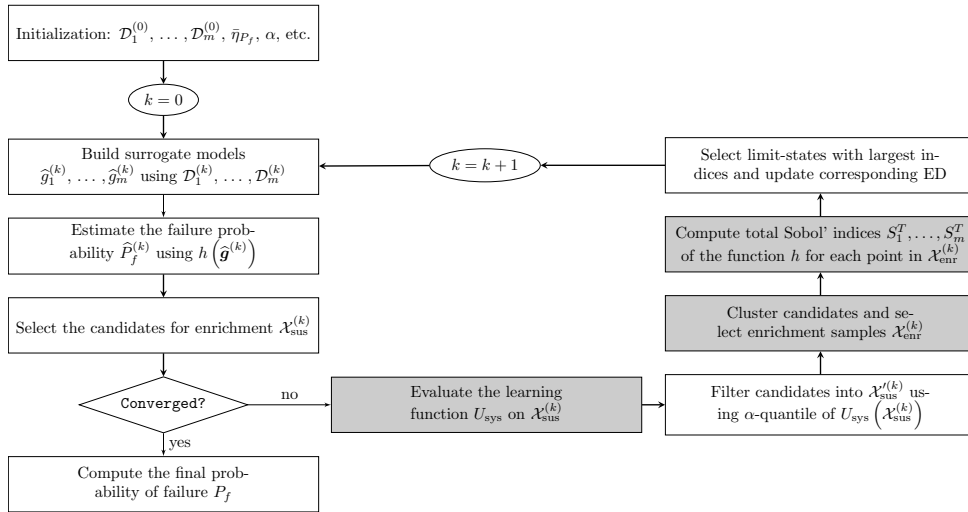 Initialization: 𝒟₁⁽⁰⁾, … , 𝒟ₘ⁽⁰⁾, η̄_{P_f}, α, etc.
k = 0
Build surrogate models
ĝ₁⁽ᵏ⁾, … , ĝₘ⁽ᵏ⁾ using 𝒟₁⁽ᵏ⁾, … , 𝒟ₘ⁽ᵏ⁾
Estimate the failure prob-
ability P̂_f⁽ᵏ⁾ using h(ĝ⁽ᵏ⁾)
Select the candidates for enrichment 𝒳_sus⁽ᵏ⁾
Converged?
no
yes
Compute the final prob-
ability of failure P_f
Evaluate the learning
function U_sys on 𝒳_sus⁽ᵏ⁾
Filter candidates into 𝒳′_sus⁽ᵏ⁾ us-
ing α-quantile of U_sys(𝒳_sus⁽ᵏ⁾)
Cluster candidates and se-
lect enrichment samples 𝒳_enr⁽ᵏ⁾
Compute total Sobol' indices S₁ᵀ, … , Sₘᵀ
of the function h for each point in 𝒳_enr⁽ᵏ⁾
Select limit-states with largest in-
dices and update corresponding ED
k = k + 1